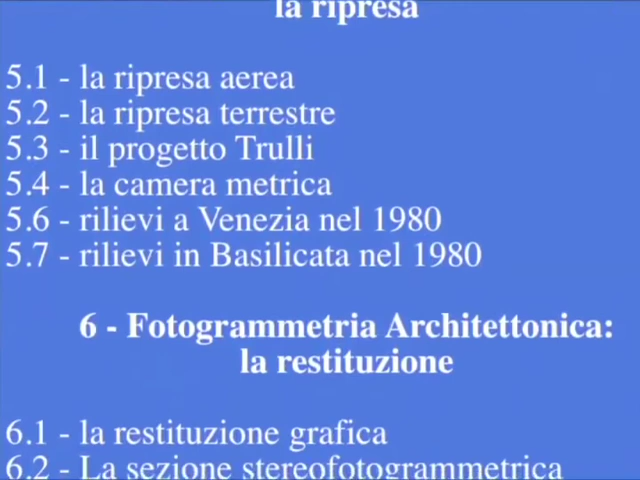 la ripresa
5.1 - la ripresa aerea
5.2 - la ripresa terrestre
5.3 - il progetto Trulli
5.4 - la camera metrica
5.6 - rilievi a Venezia nel 1980
5.7 - rilievi in Basilicata nel 1980
6 - Fotogrammetria Architettonica:
la restituzione
6.1 - la restituzione grafica
6.2 - La sezione stereofotogrammetrica